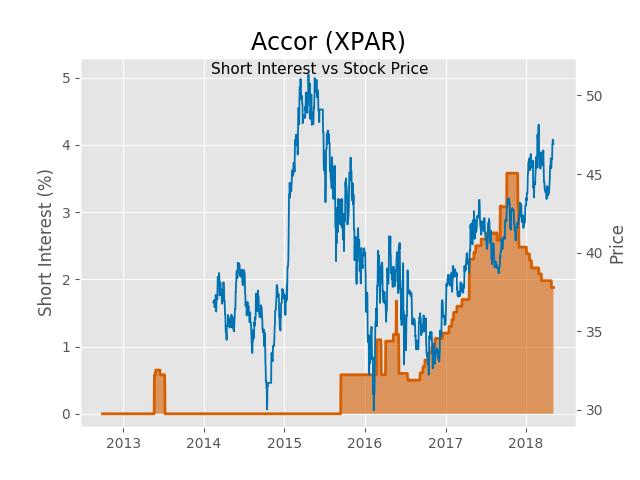 Accor (XPAR)
Short Interest vs Stock Price
Short Interest (%)
5
4
3
2
1
0
50
45
40
35
30
Price
2013 2014 2015 2016 2017 2018